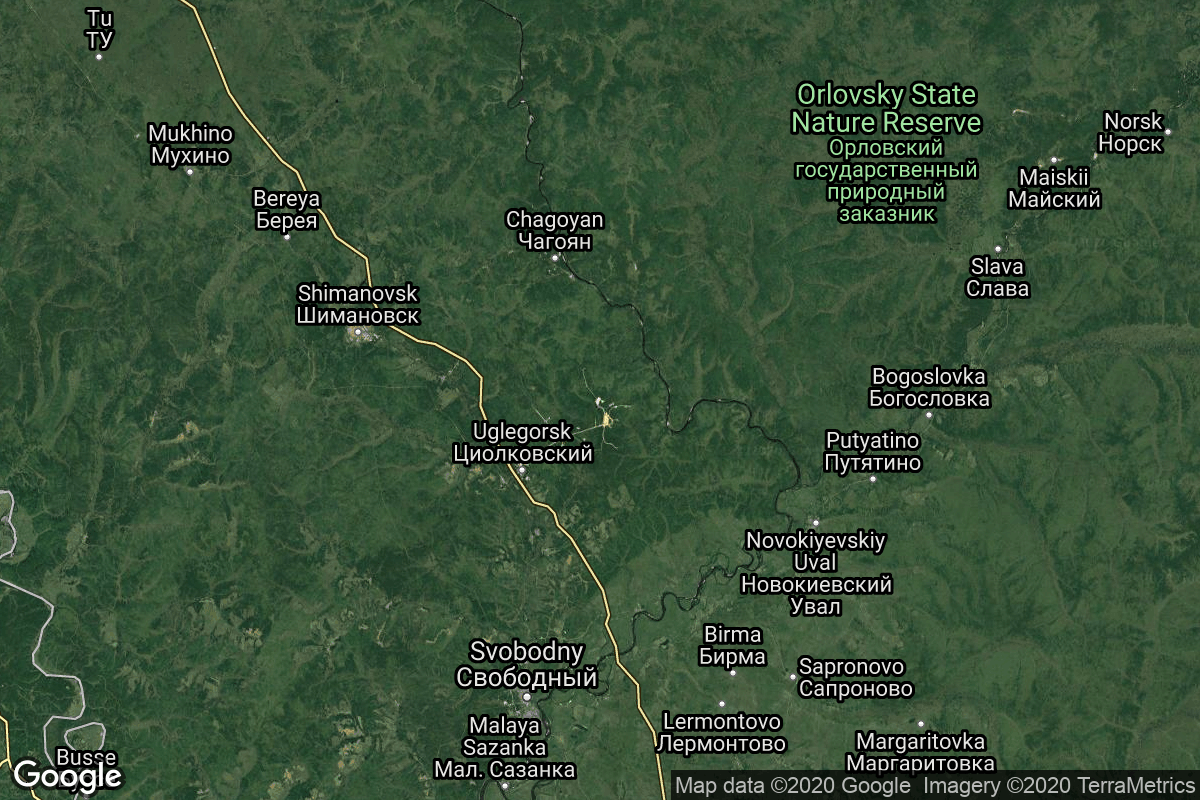 Tu
ТУ
Orlovsky State
Nature Reserve
Орловский
государственный
природный
заказник
Norsk
Норск
Mukhino
Мухино
Maiskii
Майский
Bereya
Берея
Chagoyan
Чагоян
Slava
Слава
Shimanovsk
Шимановск
Bogoslovka
Богословка
Uglegorsk
Циолковский
Putyatino
Путятино
Novokiyevskiy
Uval
Новокиевский
Увал
Birma
Бирма
Svobodny
Свободный
Sapronovo
Сапроново
Malaya
Sazanka
Мал. Сазанка
Lermontovo
Лермонтово
Margaritovka
Маргаритовка
Busse
Google
Map data ©2020 Google Imagery ©2020 TerraMetrics